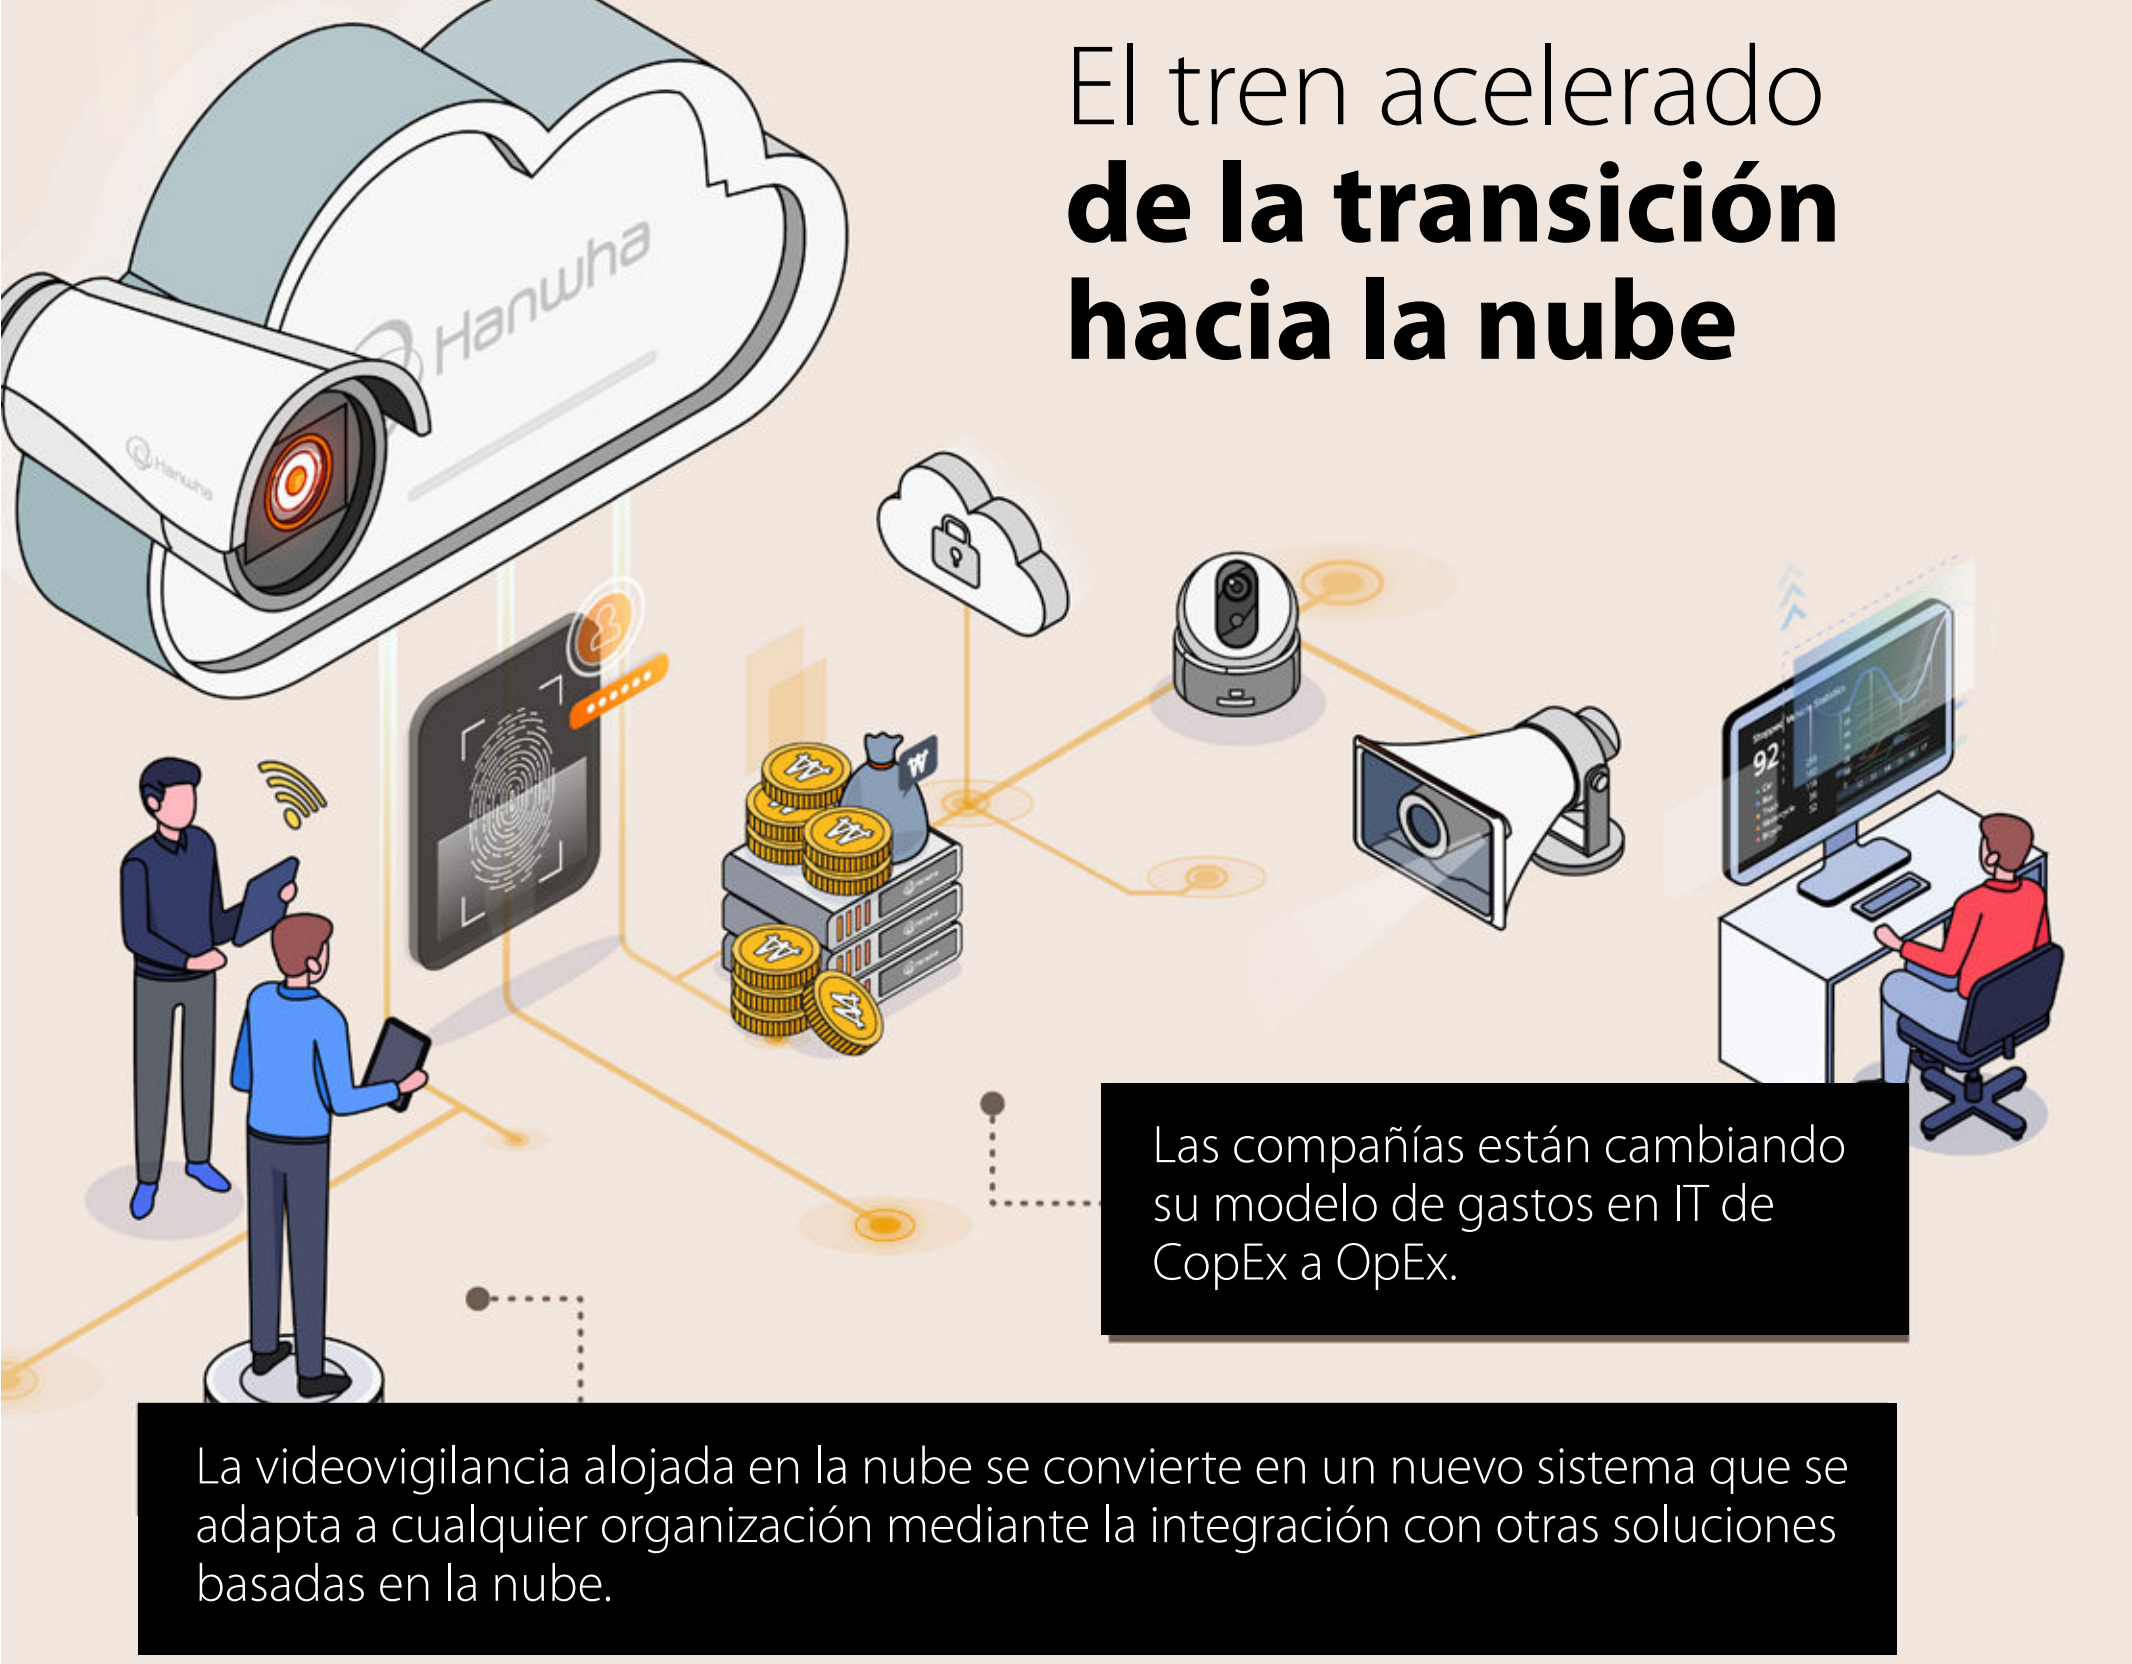 El tren acelerado
de la transición
hacia la nube
Hanwha
Hanwha
92
Las compañías están cambiando
su modelo de gastos en IT de
CopEx a OpEx.
La videovigilancia alojada en la nube se convierte en un nuevo sistema que se
adapta a cualquier organización mediante la integración con otras soluciones
basadas en la nube.